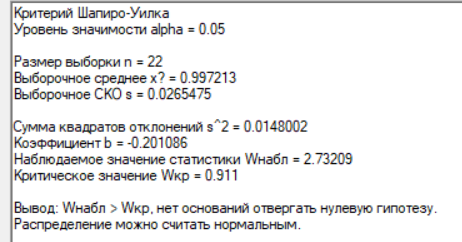 Критерий Шапиро-Уилка
Уровень значимости alpha = 0.05
Размер выборки n = 22
Выборочное среднее x? = 0.997213
Выборочное СКО s = 0.0265475
Сумма квадратов отклонений s^2 = 0.0148002
Коэффициент b = -0.201086
Наблюдаемое значение статистики Wнабл = 2.73209
Критическое значение Wкр = 0.911
Вывод: Wнабл > Wкр, нет оснований отвергать нулевую гипотезу.
Распределение можно считать нормальным.